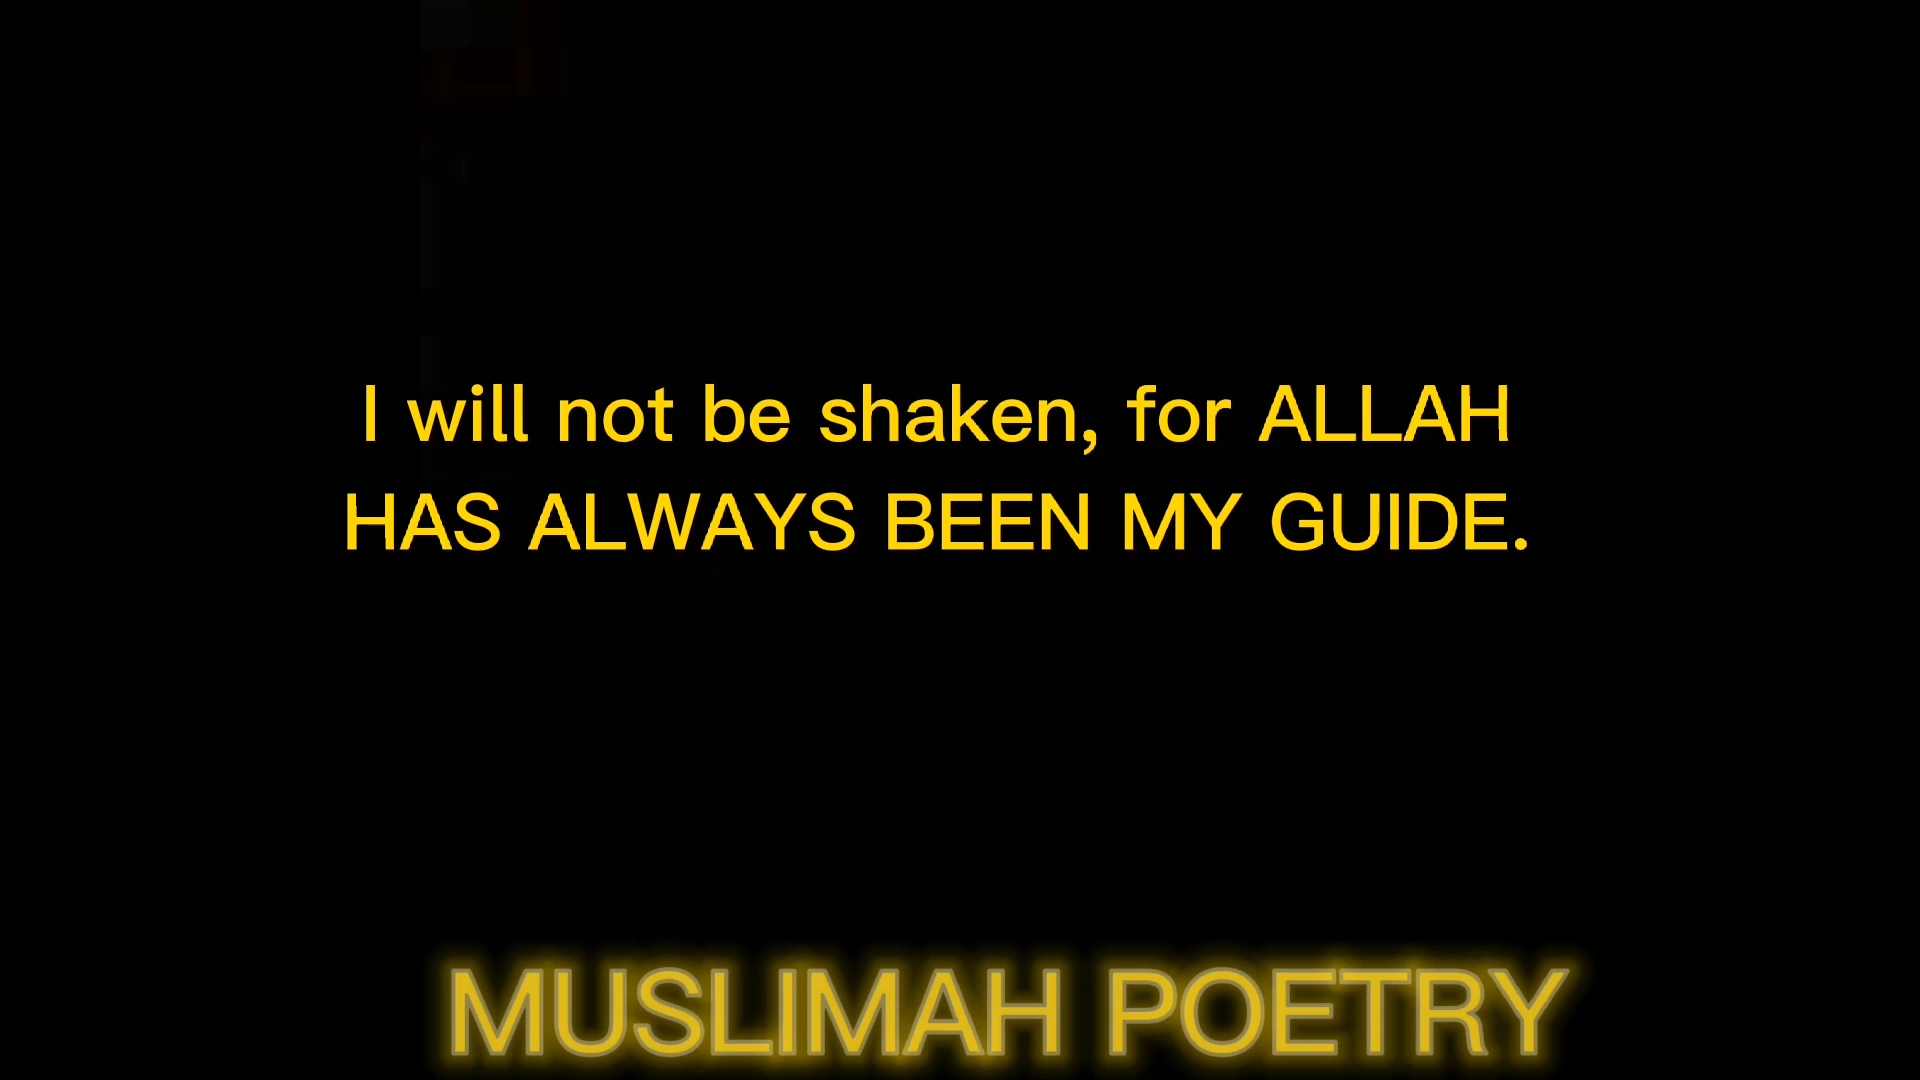 I will not be shaken, for ALLAH
HAS ALWAYS BEEN MY GUIDE.
MUSLIMAH POETRY